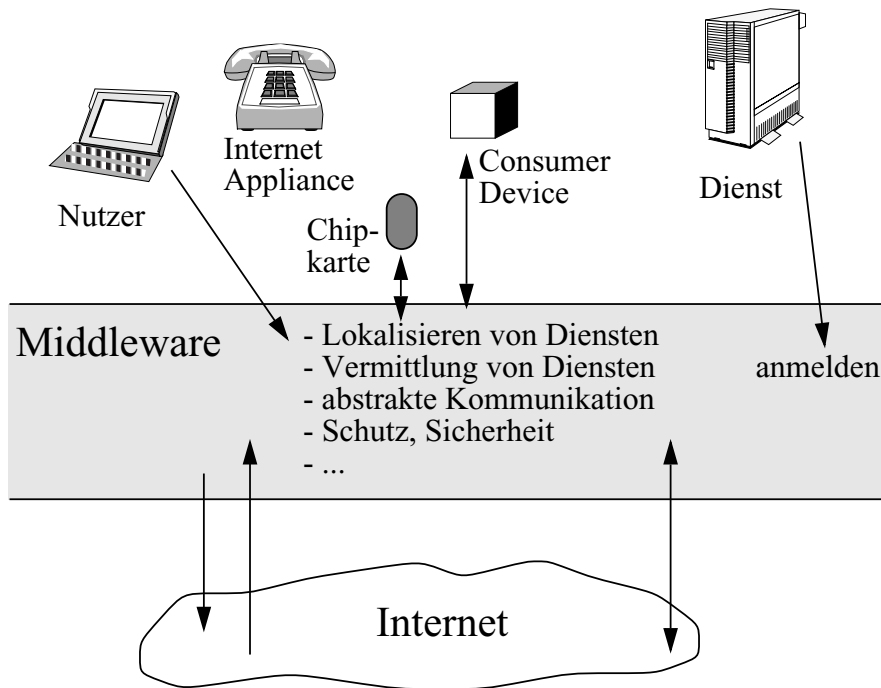 Internet
Appliance
Consumer
Device
Dienst
Nutzer
Chip-
karte
Middleware
- Lokalisieren von Diensten
- Vermittlung von Diensten
- abstrakte Kommunikation
- Schutz, Sicherheit
- ...
anmelden
Internet